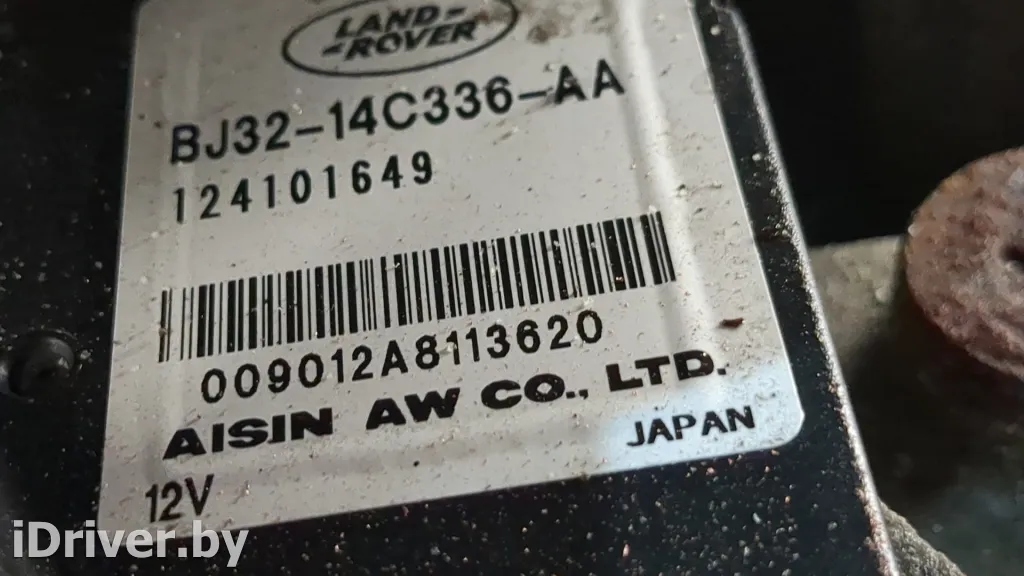 LAND-
-ROVER
BJ32-14C336-AA
124101649
009012A8113620
AISIN AW CO., LTD.
JAPAN
12V
iDriver.by